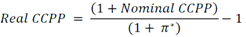 Real CCPP = (1 + Nominal CCPP) / (1 + π*) − 1